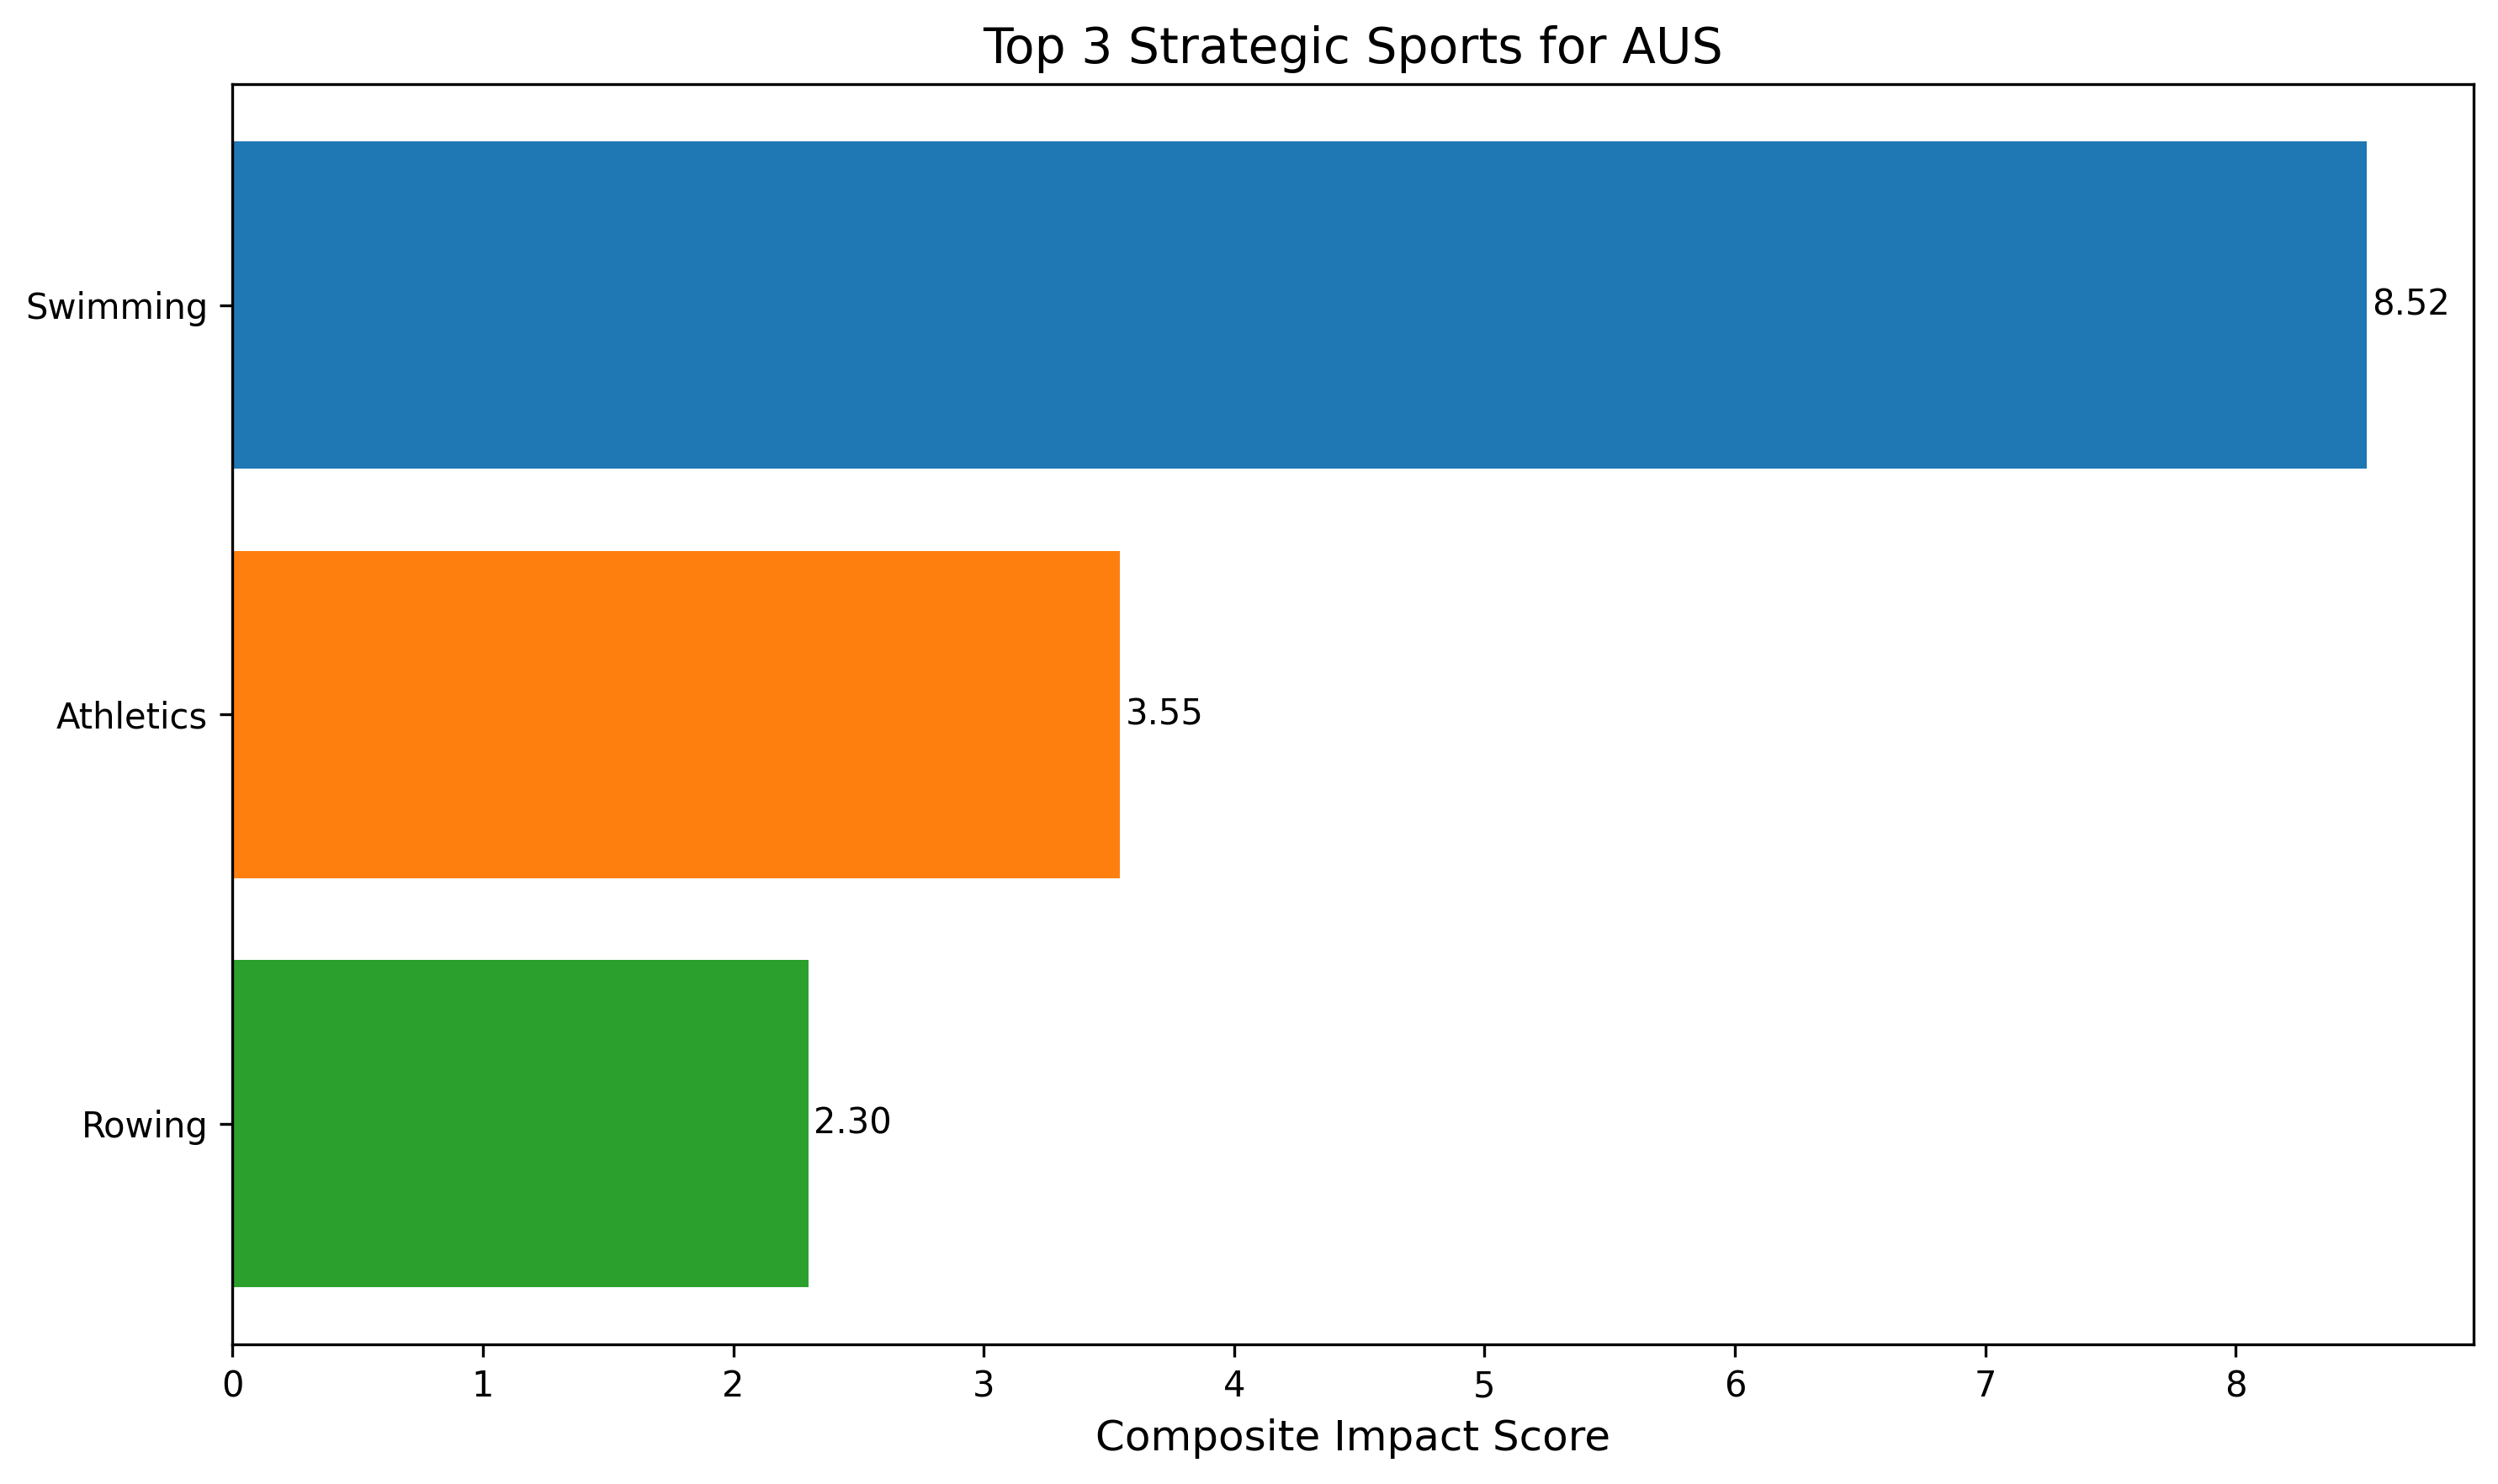 Top 3 Strategic Sports for AUS
Swimming
8.52
Athletics
3.55
Rowing
2.30
0 1 2 3 4 5 6 7 8
Composite Impact Score